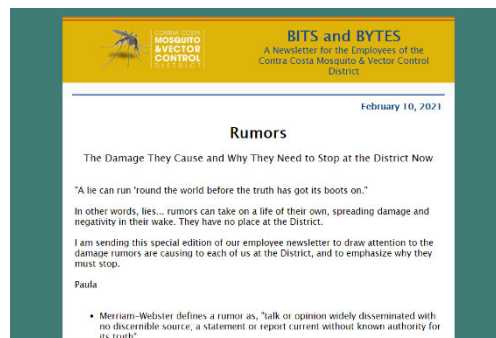 CONTRA COSTA
MOSQUITO
& VECTOR
CONTROL
DISTRICT
BITS and BYTES
A Newsletter for the Employees of the
Contra Costa Mosquito & Vector Control
District
February 10, 2021
Rumors
The Damage They Cause and Why They Need to Stop at the District Now
"A lie can run 'round the world before the truth has got its boots on."
In other words, lies... rumors can take on a life of their own, spreading damage and
negativity in their wake. They have no place at the District.
I am sending this special edition of our employee newsletter to draw attention to the
damage rumors are causing to each of us at the District, and to emphasize why they
must stop.
Paula
• Merriam-Webster defines a rumor as, "talk or opinion widely disseminated with
no discernible source; a statement or report current without known authority for
its truth"